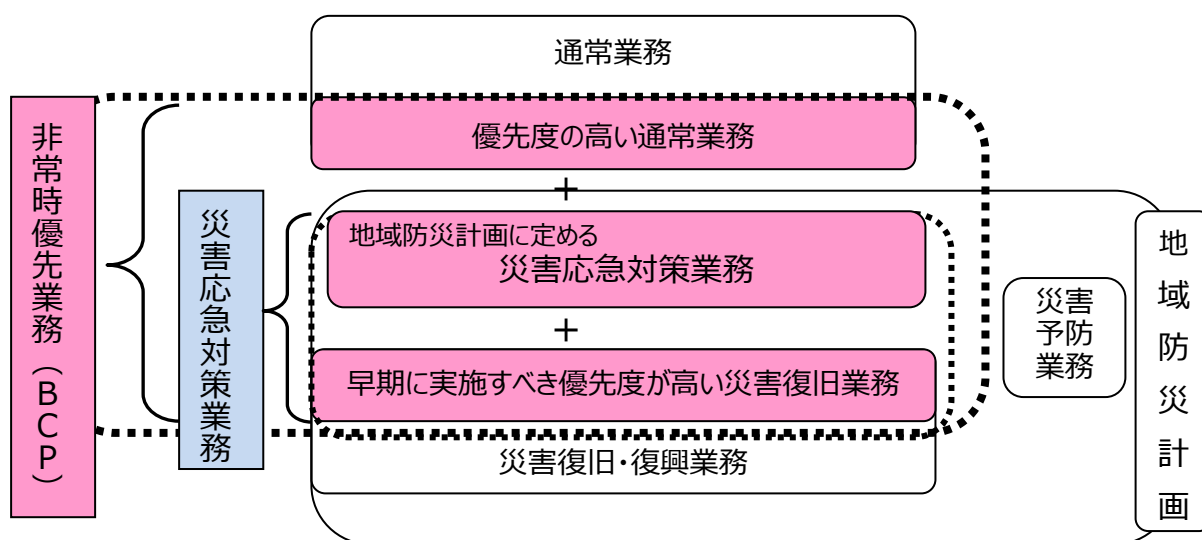 通常業務
優先度の高い通常業務
+
地域防災計画に定める
災害応急対策業務
+
早期に実施すべき優先度が高い災害復旧業務
災害復旧・復興業務
非常時優先業務（BCP）
災害応急対策業務
災害
予防
業務
地域防災計画